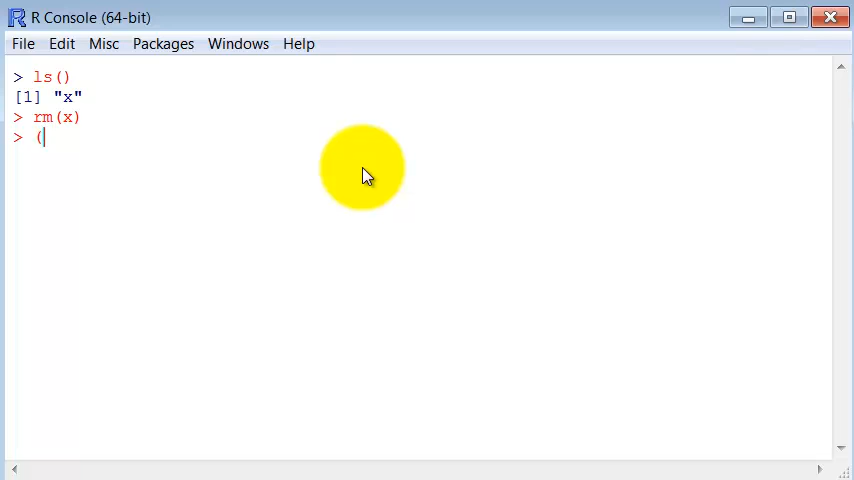 R Console (64-bit)
File Edit Misc Packages Windows Help
> ls()
[1] "x"
> rm(x)
> (